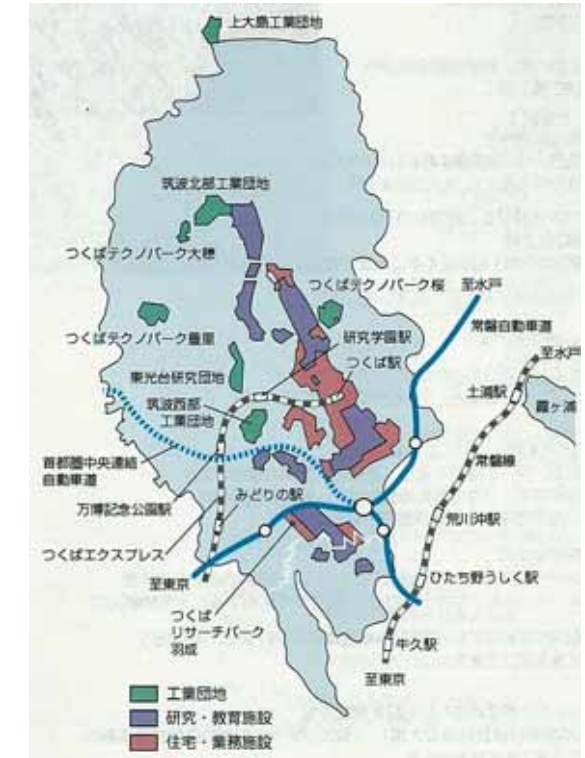 上大島工業団地
筑波北部工業団地
つくばテクノパーク大穂
つくばテクノパーク桜
至水戸
常磐自動車道
つくばテクノパーク豊里
研究学園駅
至水戸
つくば駅
東光台研究団地
土浦駅
霞ヶ浦
筑波西部
工業団地
首都圏中央連結
自動車道
常磐線
万博記念公園駅
みどりの駅
荒川沖駅
つくばエクスプレス
ひたち野うしく駅
至東京
つくば
リサーチパーク
羽成
牛久駅
至東京
工業団地
研究・教育施設
住宅・業務施設